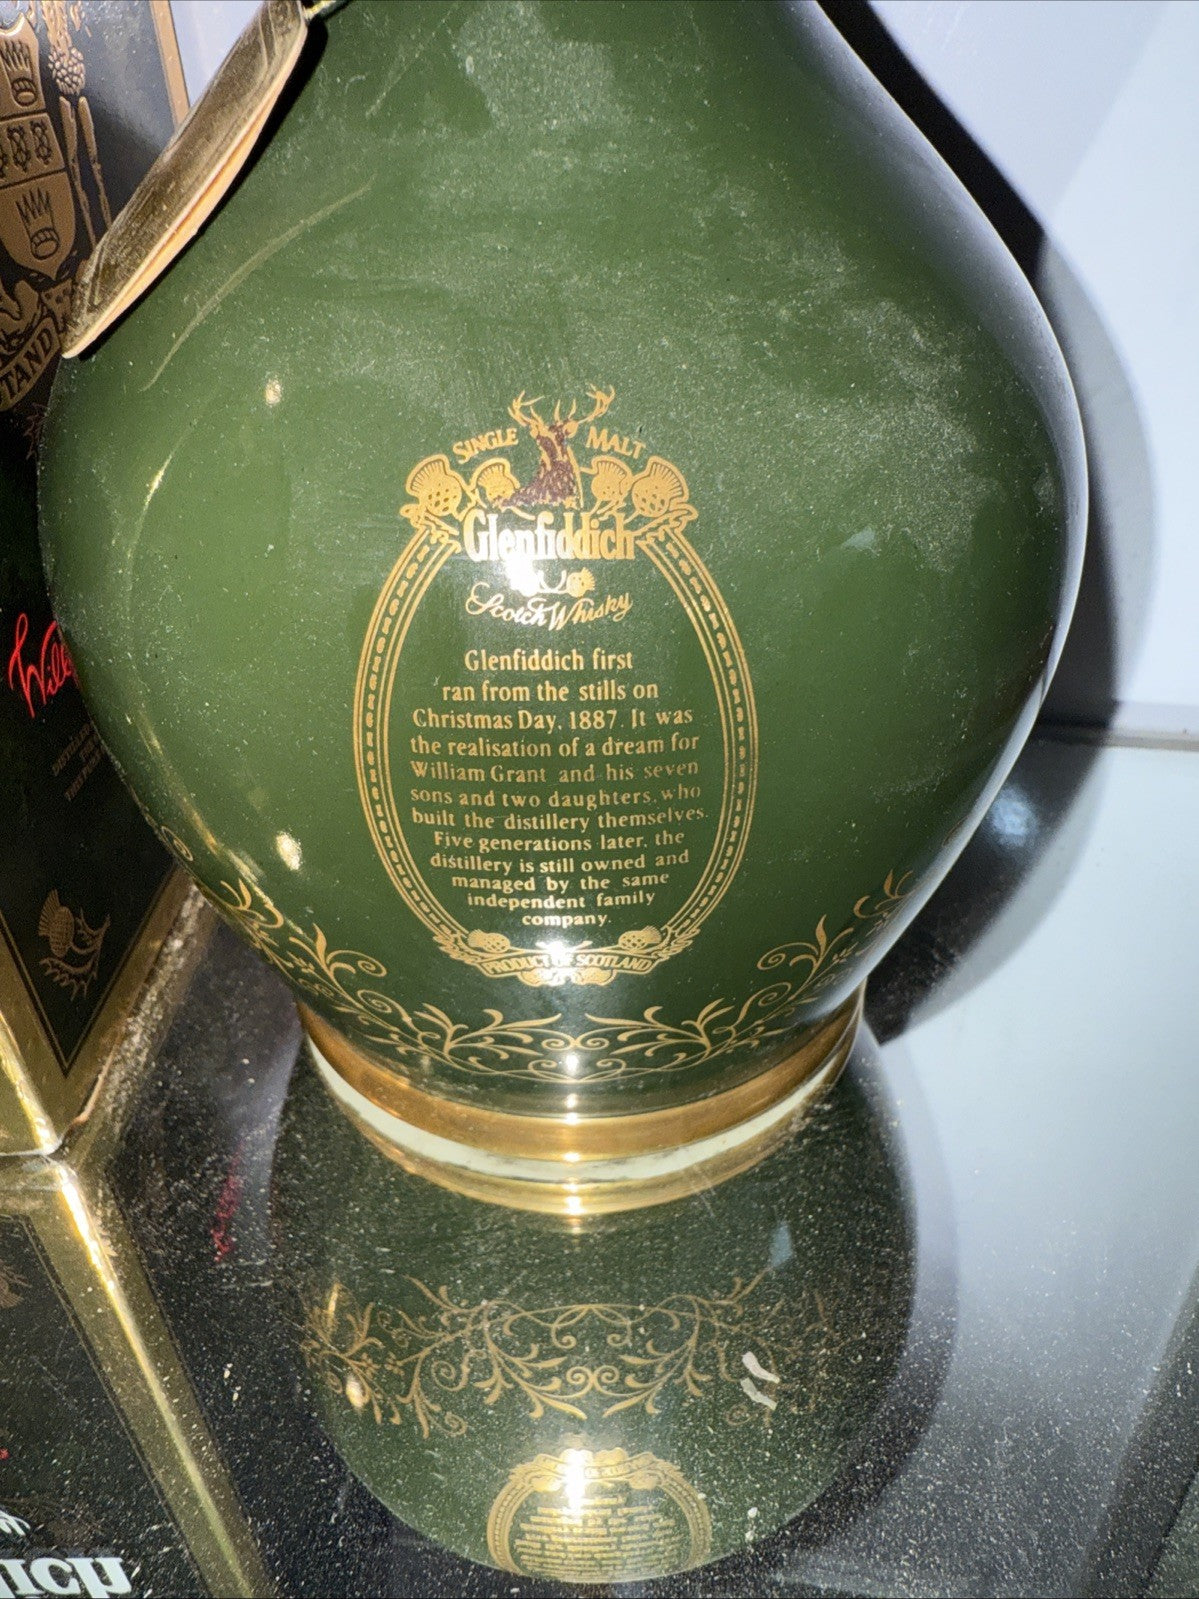 SINGLE MALT
Glenfiddich
Scotch Whisky
Glenfiddich first
ran from the stills on
Christmas Day, 1887. It was
the realisation of a dream for
William Grant and his seven
sons and two daughters, who
built the distillery themselves.
Five generations later, the
distillery is still owned and
managed by the same
independent family
company.
PRODUCT OF SCOTLAND